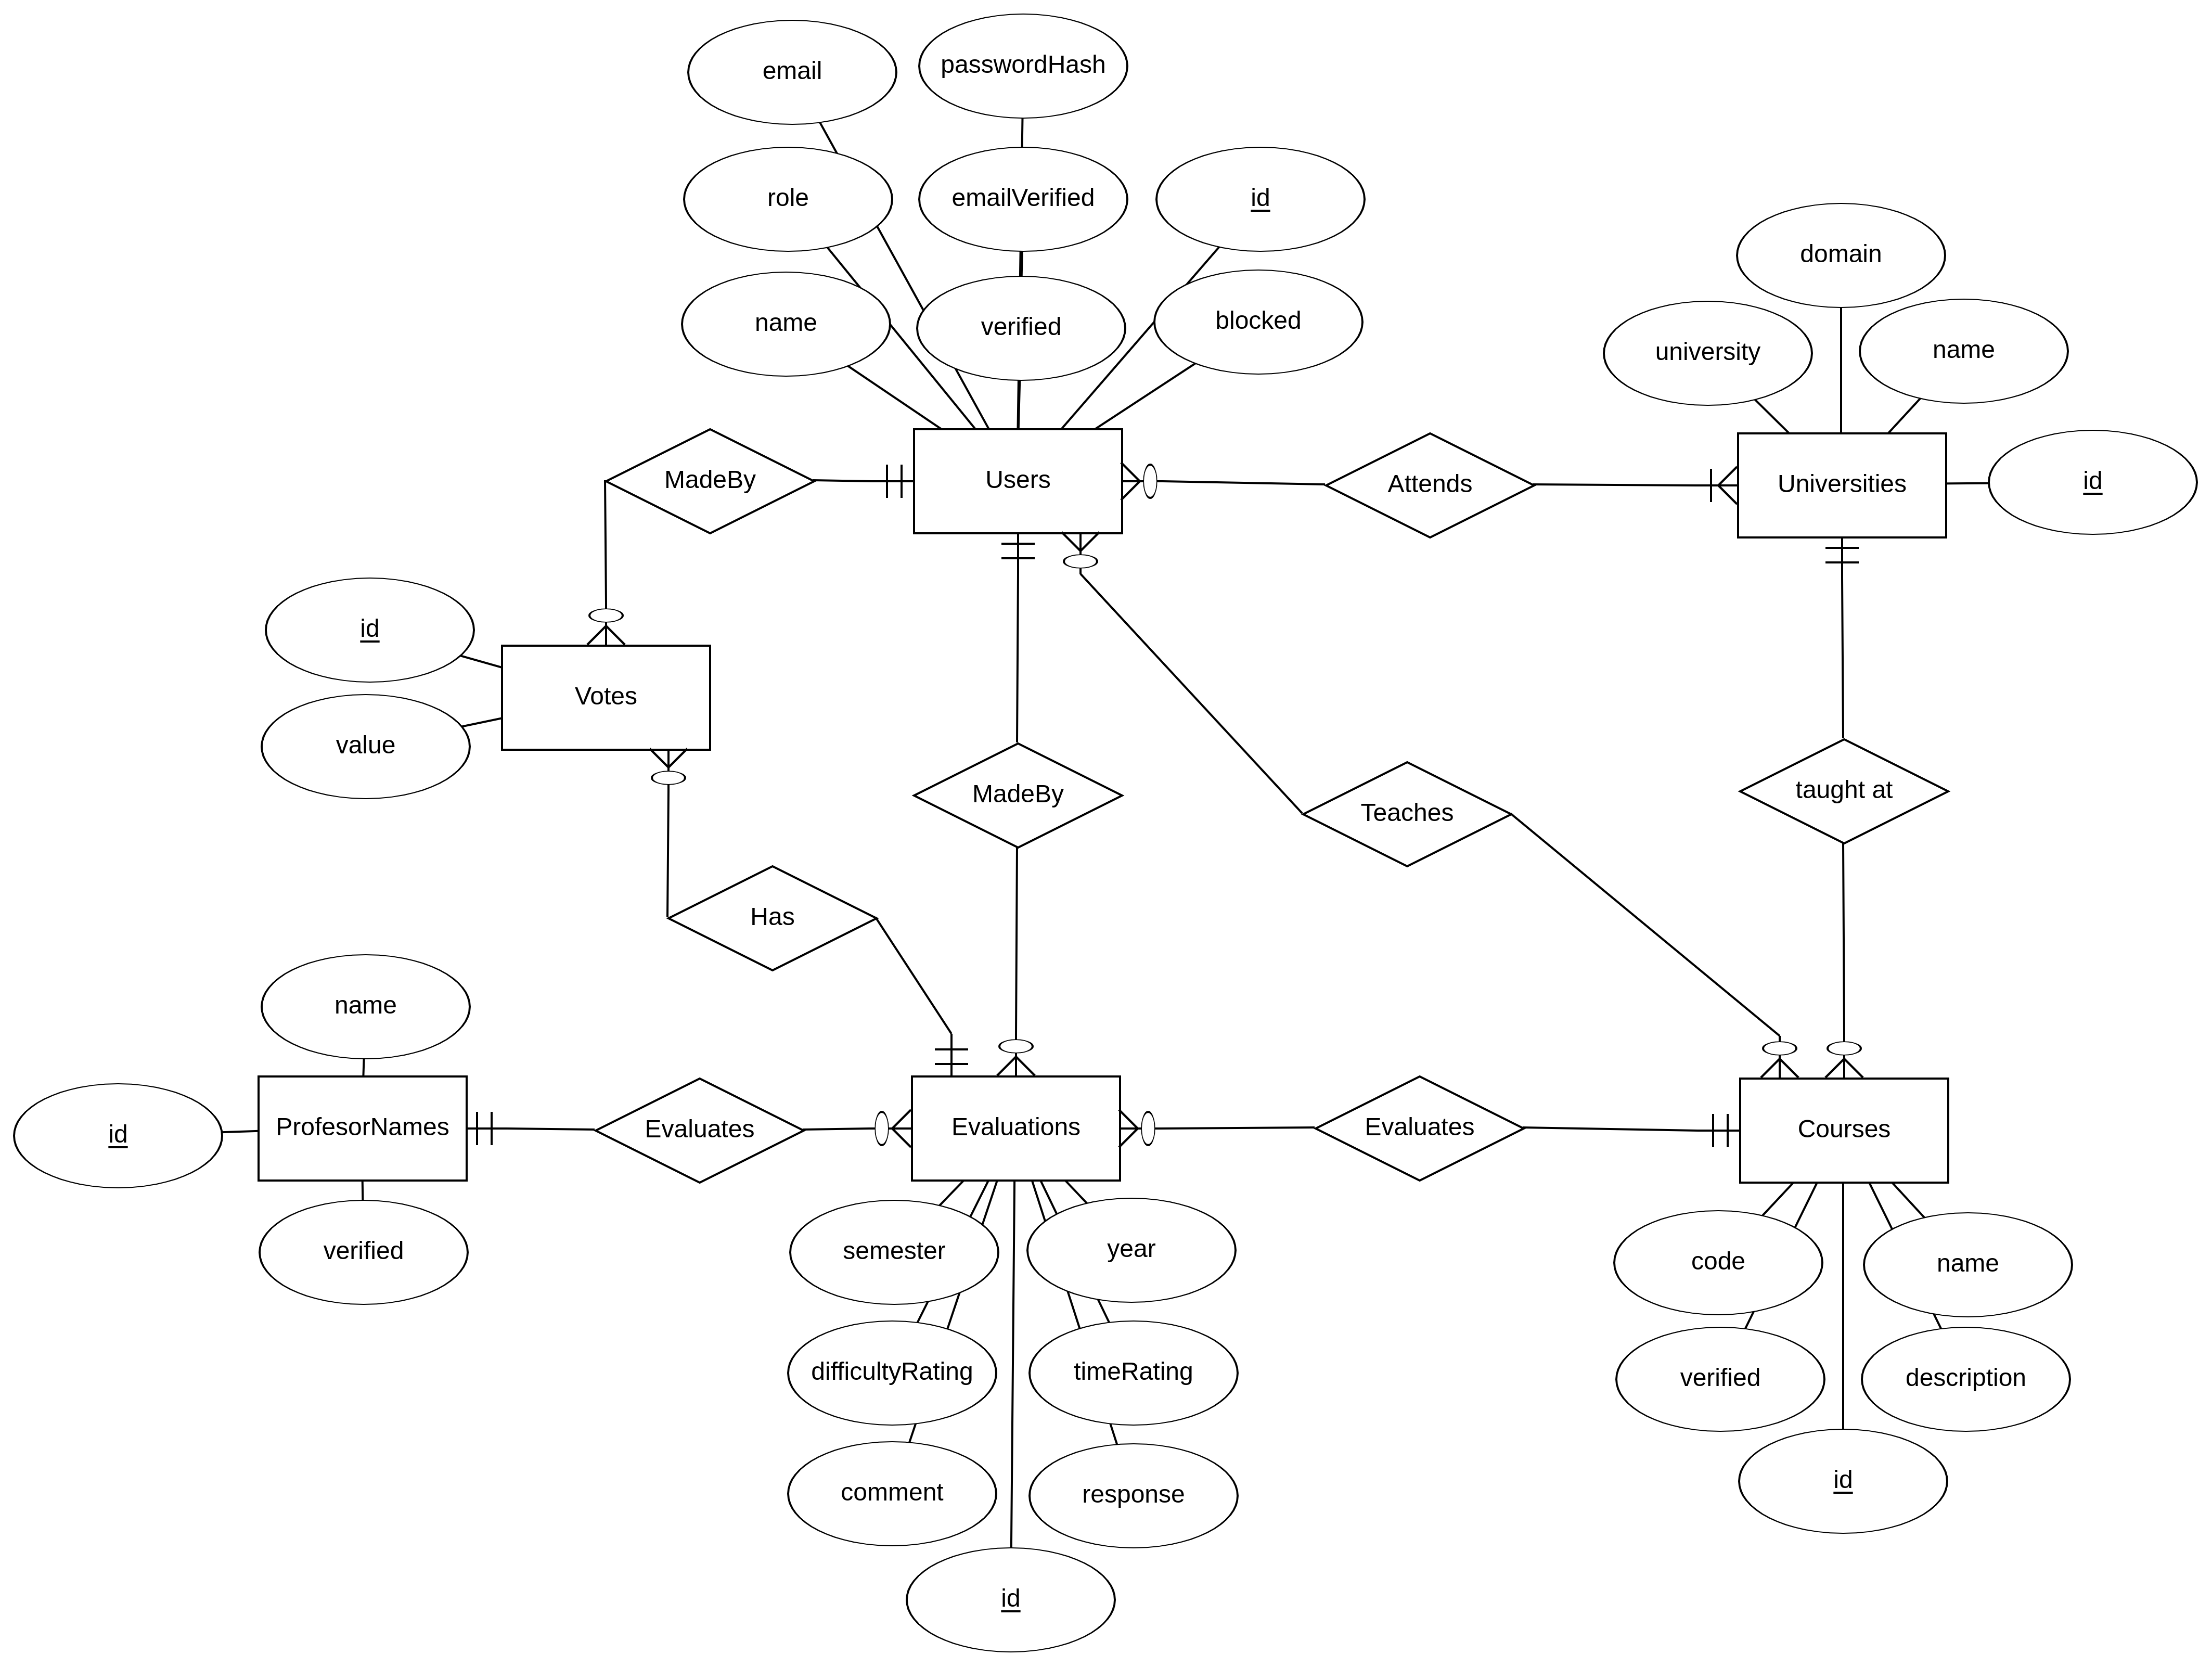 email
passwordHash
role
emailVerified
id
name
verified
blocked
domain
university
name
id
MadeBy
Users
Attends
Universities
id
Votes
value
MadeBy
Teaches
taught at
Has
name
id
ProfesorNames
Evaluates
Evaluations
Evaluates
Courses
verified
semester
year
code
name
difficultyRating
timeRating
verified
description
comment
response
id
id